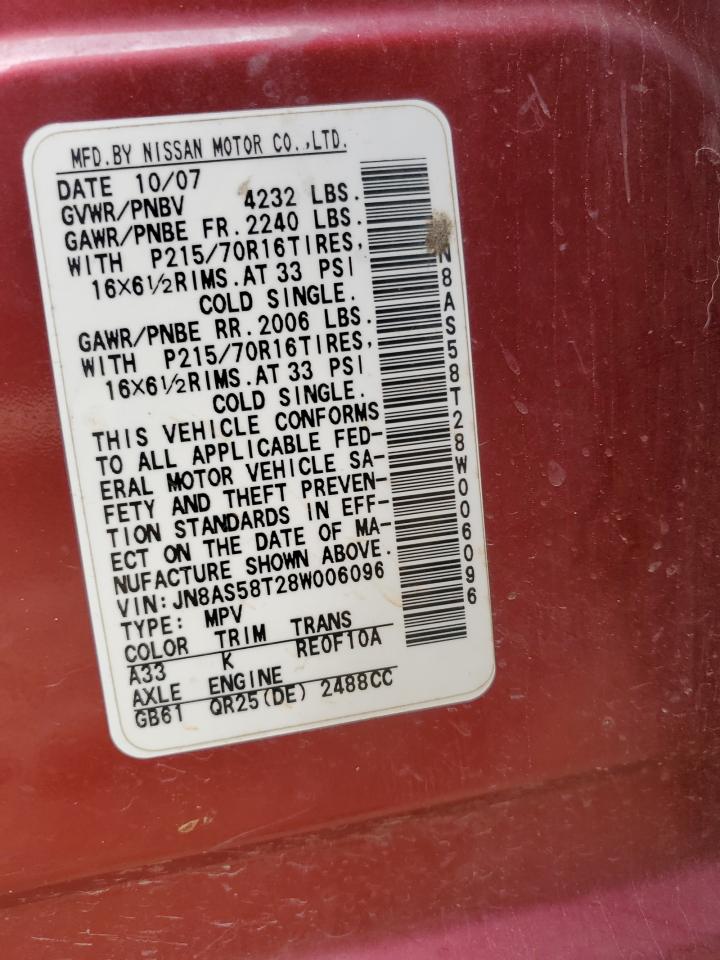 MFD.BY NISSAN MOTOR CO.,LTD.
DATE 10/07
GVWR/PNBV 4232 LBS.
GAWR/PNBE FR. 2240 LBS.
WITH P215/70R16TIRES,
16X6½RIMS.AT 33 PSI
COLD SINGLE.
GAWR/PNBE RR. 2006 LBS.
WITH P215/70R16TIRES,
16X6½RIMS.AT 33 PSI
COLD SINGLE.
THIS VEHICLE CONFORMS
TO ALL APPLICABLE FED-
ERAL MOTOR VEHICLE SA-
FETY AND THEFT PREVEN-
TION STANDARDS IN EFF-
ECT ON THE DATE OF MA-
NUFACTURE SHOWN ABOVE.
VIN:JN8AS58T28W006096
TYPE: MPV
COLOR TRIM TRANS
A33 K RE0F10A
AXLE ENGINE
GB61 QR25(DE) 2488CC
N8AS58T28W006096